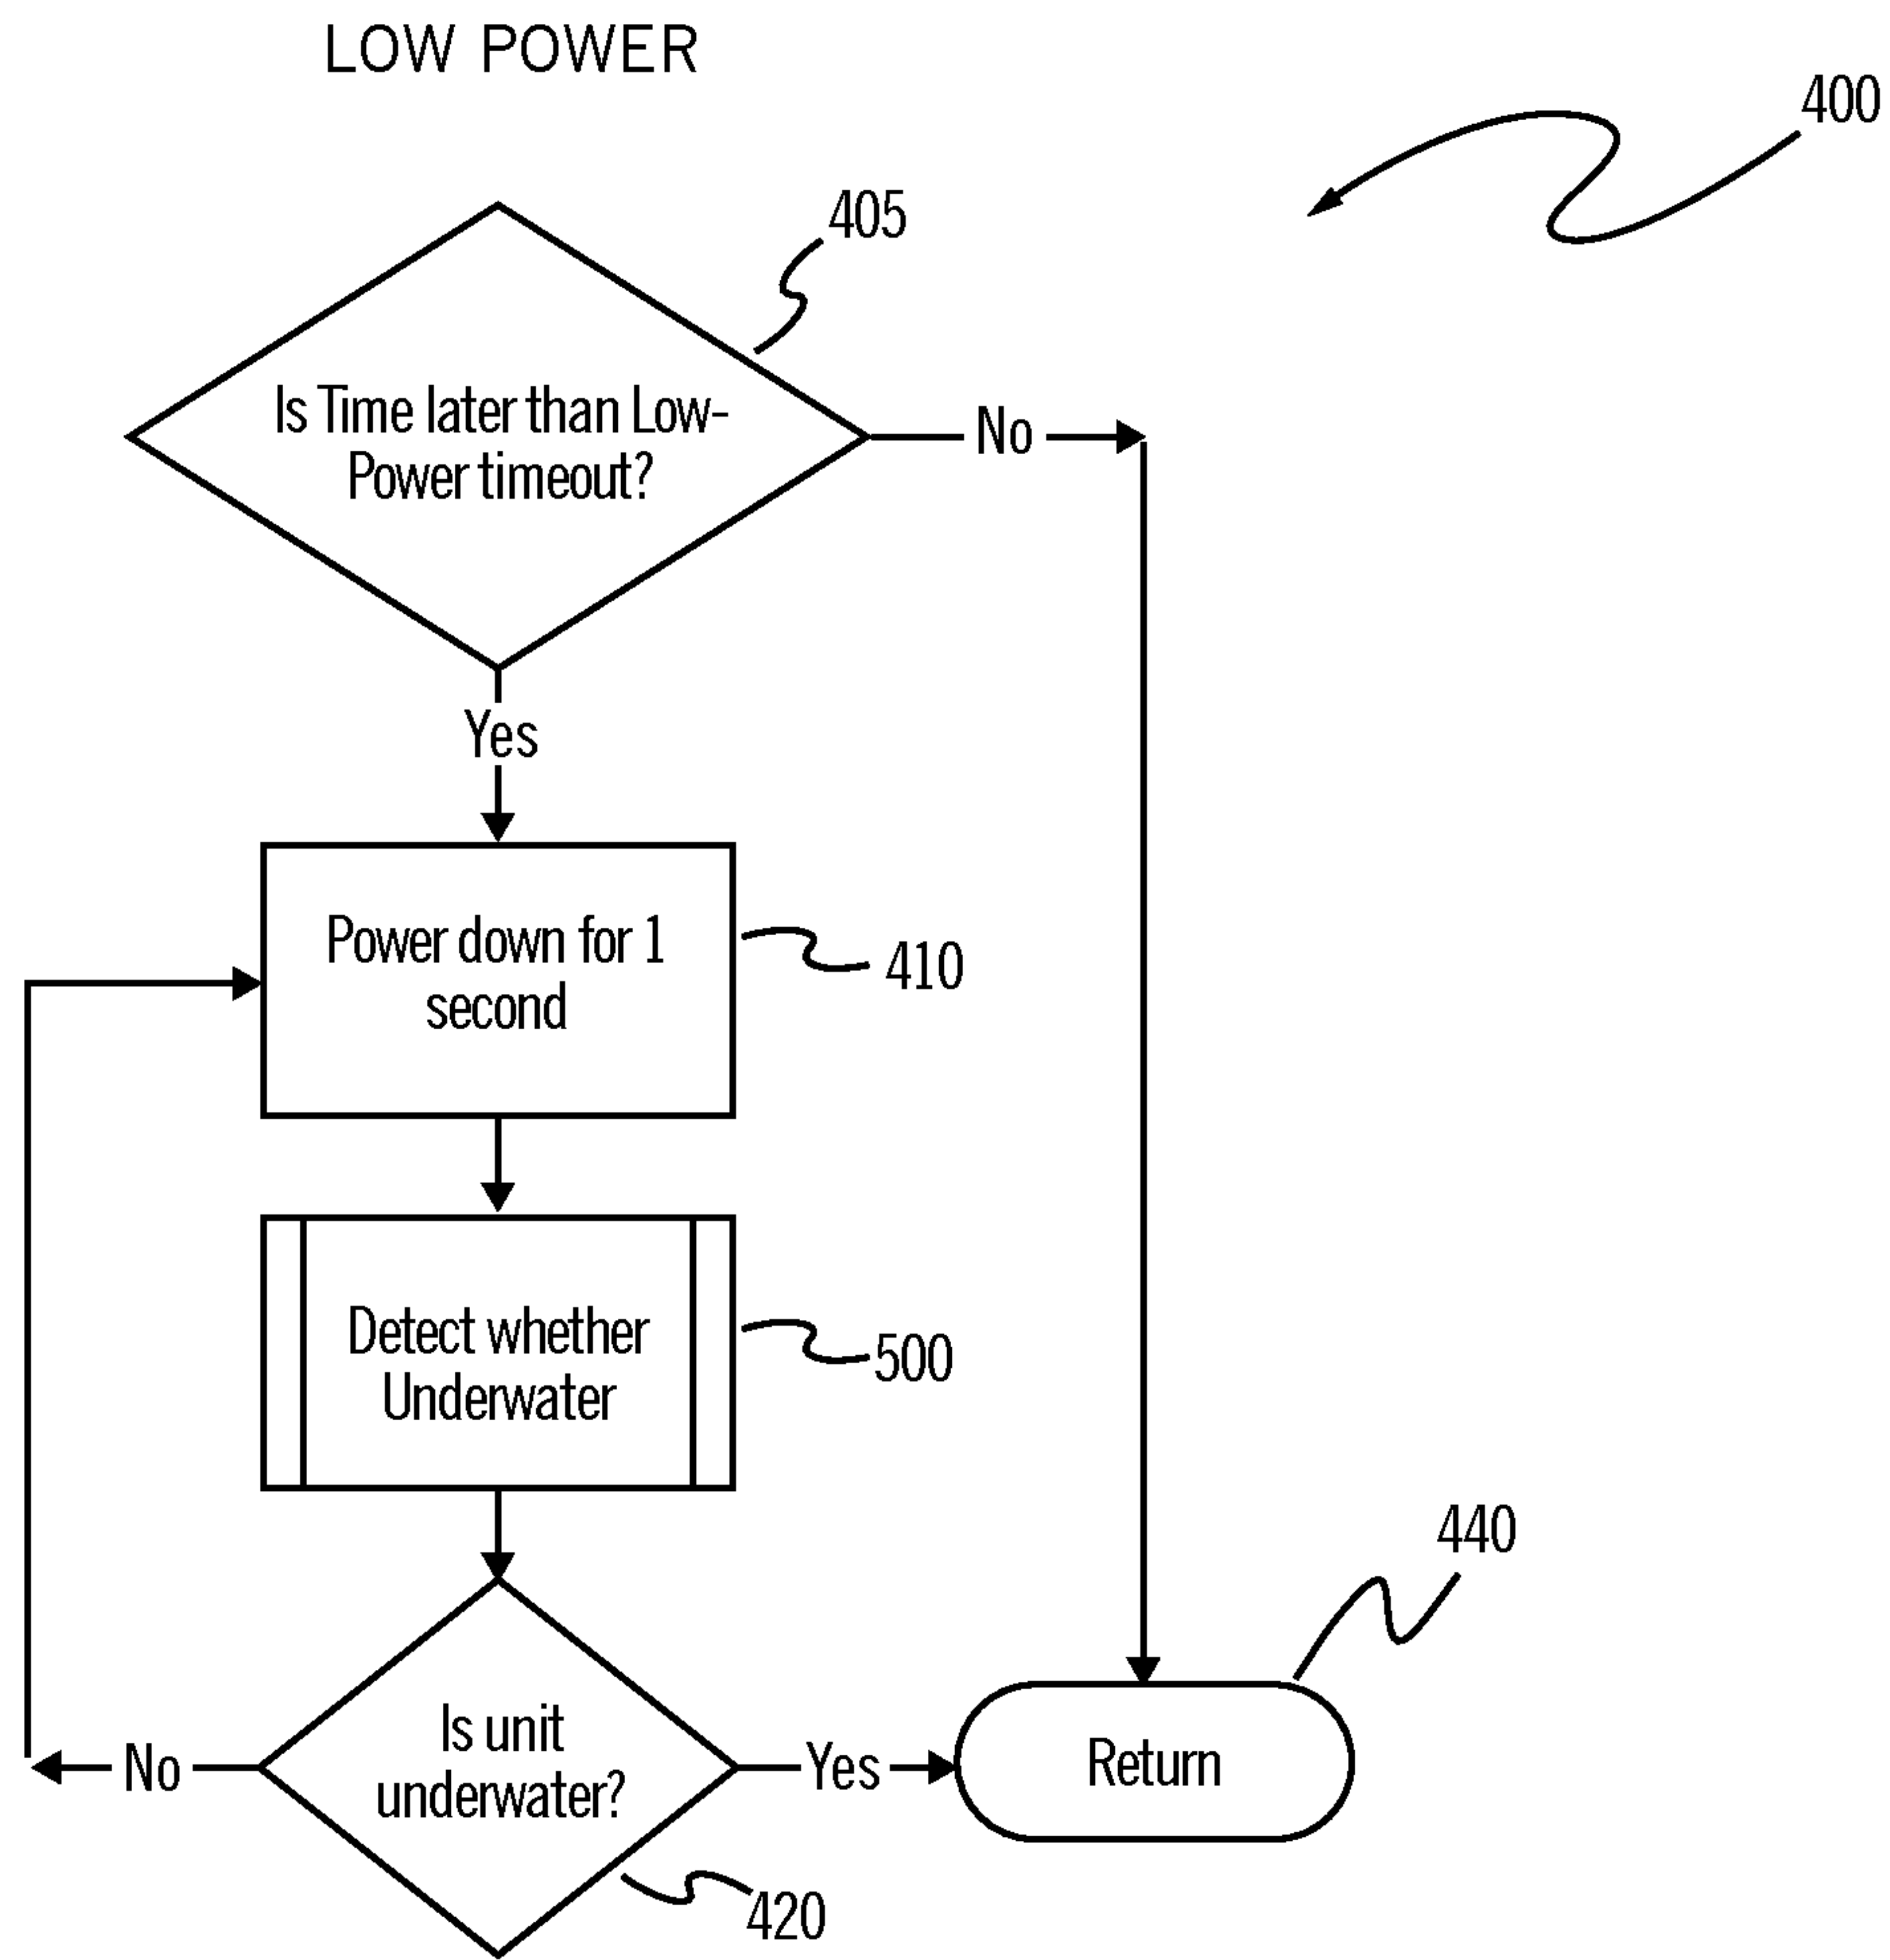 LOW POWER
400
405
Is Time later than Low-
Power timeout?
No
Yes
Power down for 1
second
410
Detect whether
Underwater
500
440
Is unit
underwater?
No
Yes
Return
420